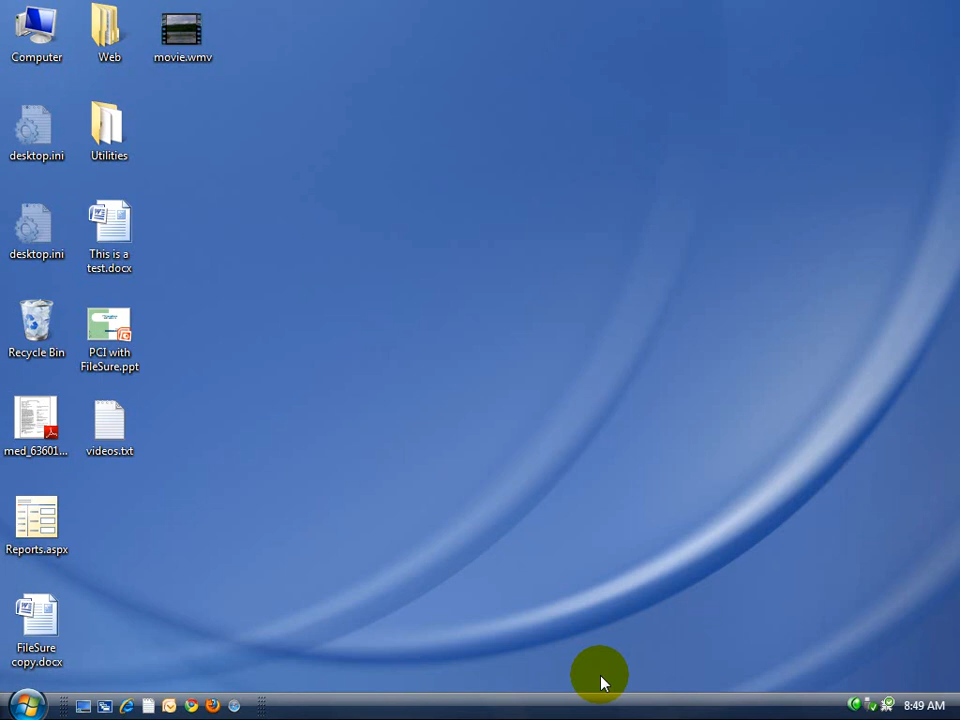 Computer
Web
movie.wmv
desktop.ini
Utilities
desktop.ini
This is a
test.docx
Recycle Bin
PCI with
FileSure.ppt
med_63601...
videos.txt
Reports.aspx
FileSure
copy.docx
8:49 AM